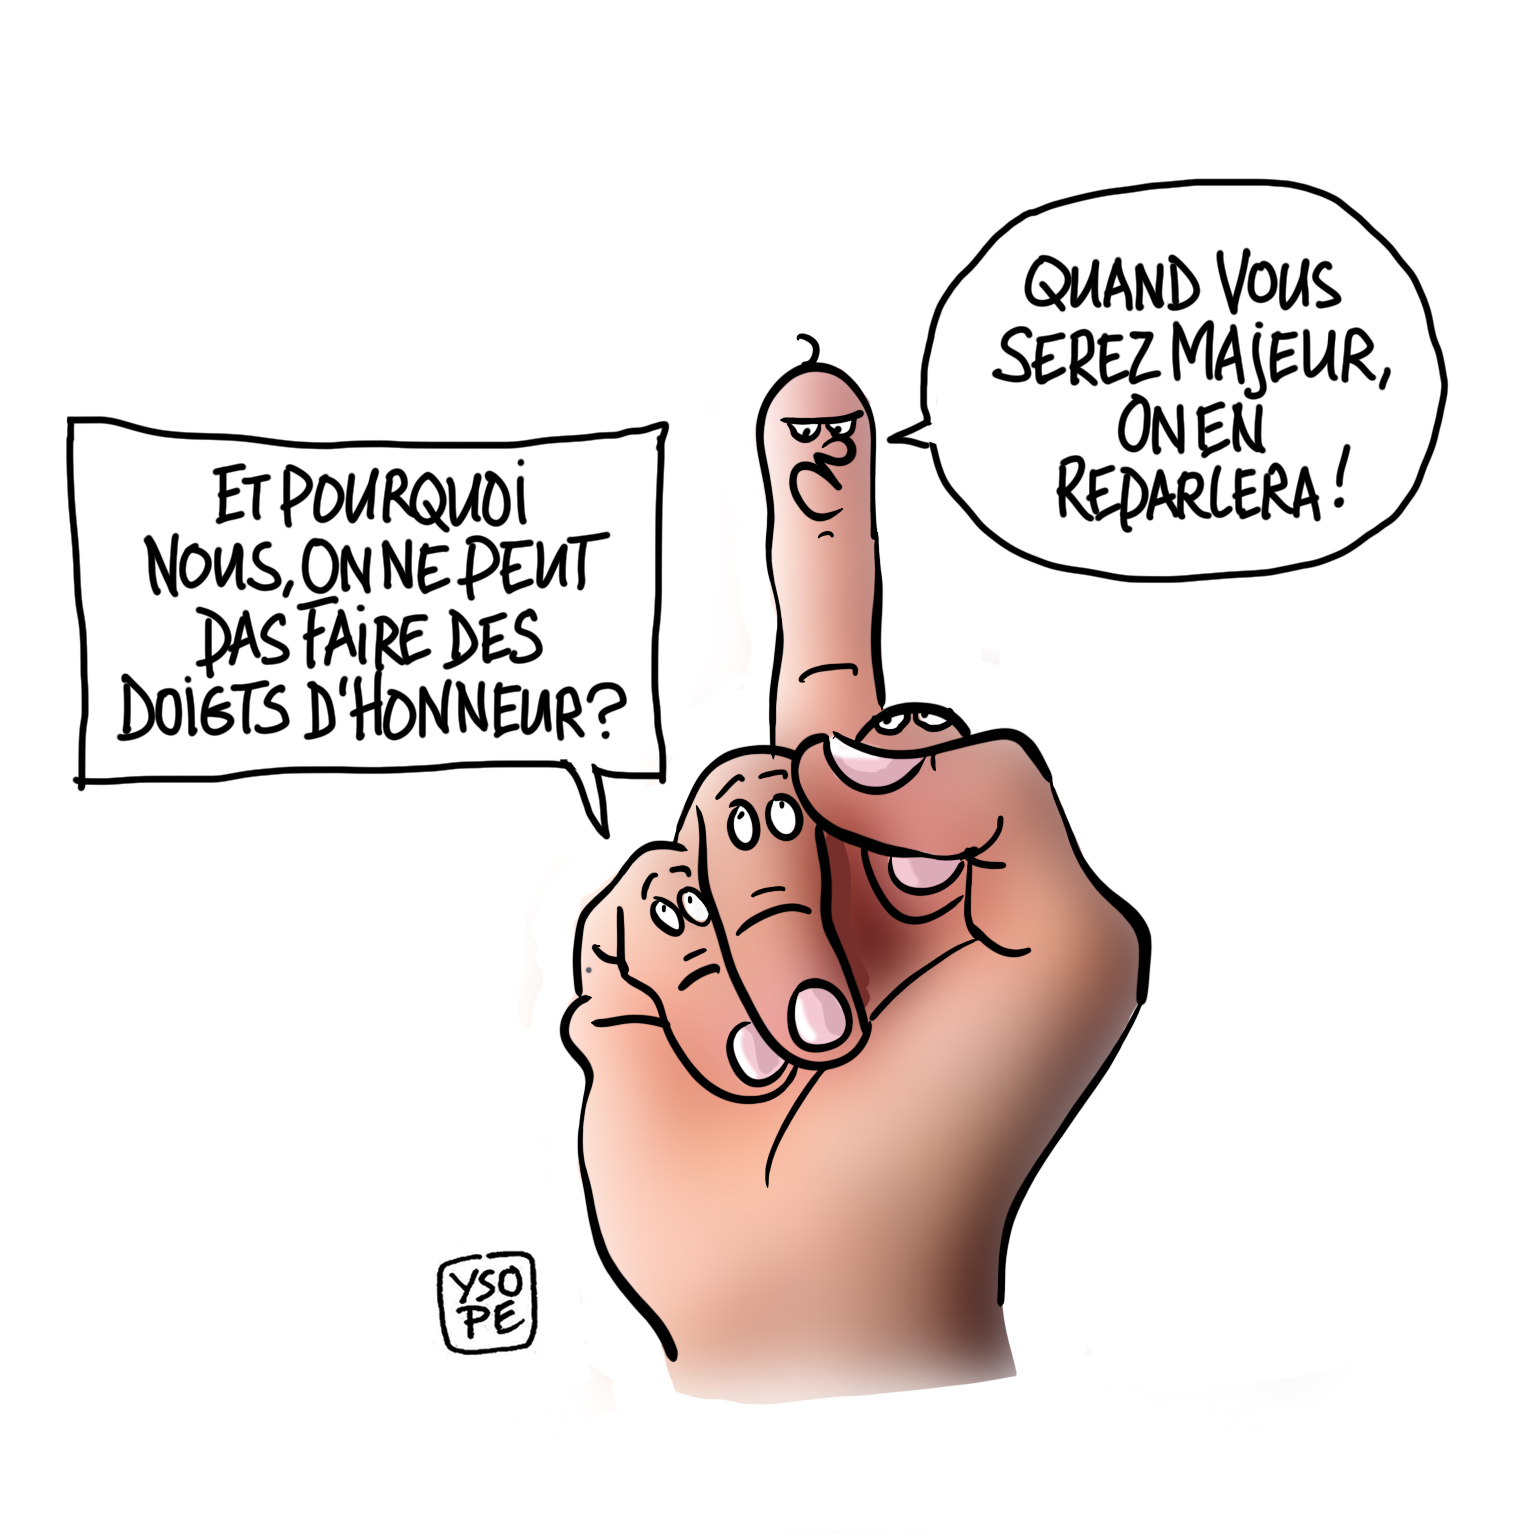 ET POURQUOI
NOUS, ON NE PEUT
PAS FAIRE DES
DOIGTS D'HONNEUR?
QUAND VOUS
SEREZ MAJEUR,
ON EN
REPARLERA!
YSO
PE